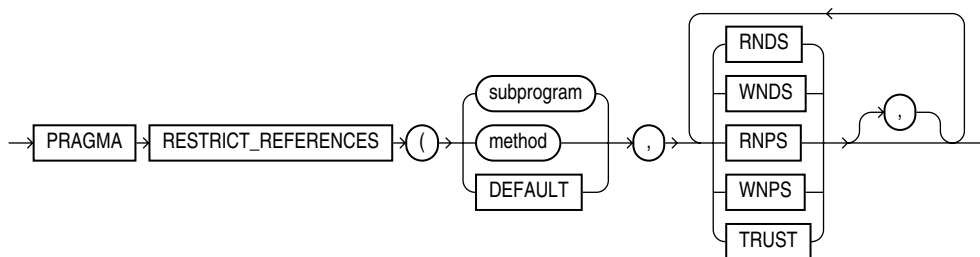 RNDS
subprogram
WNDS
,
PRAGMA RESTRICT_REFERENCES ( method , RNPS
DEFAULT
WNPS
TRUST